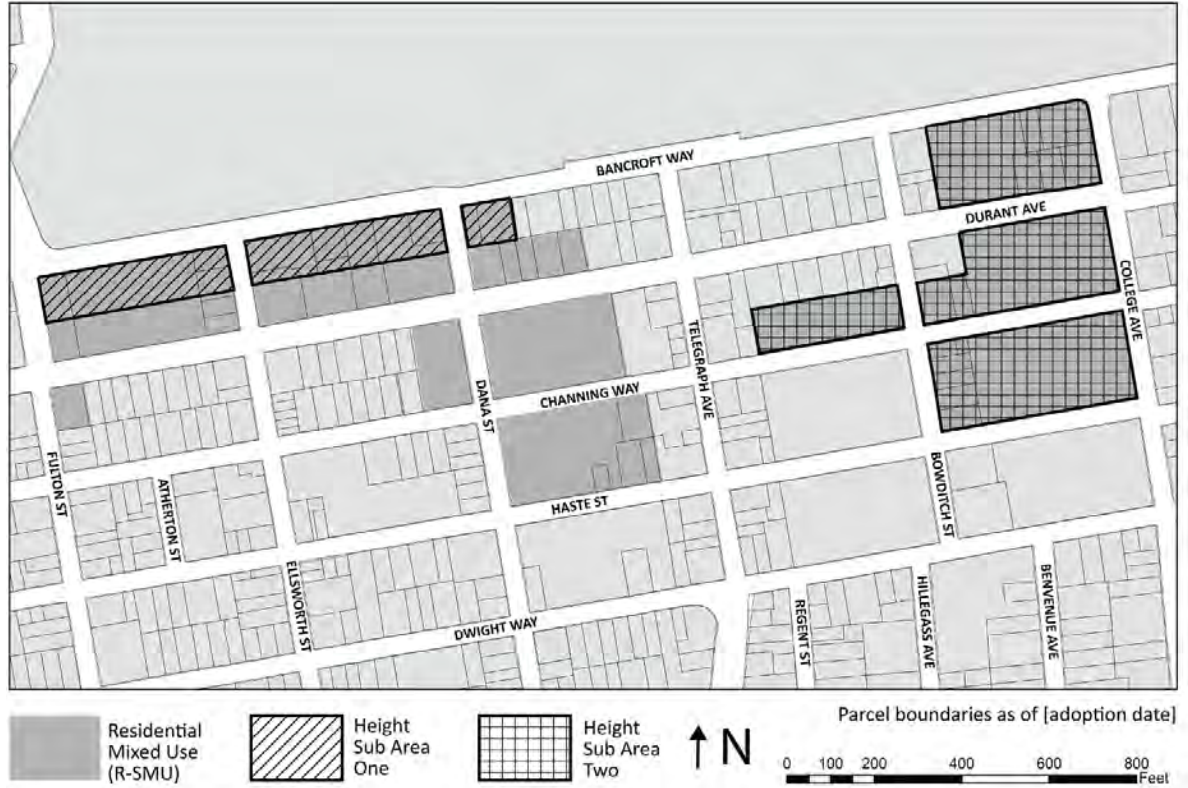 BANCROFT WAY
DURANT AVE
COLLEGE AVE
TELEGRAPH AVE
CHANNING WAY
DANA ST
FULTON ST
ATHERTON ST
HASTE ST
BOWDITCH ST
ELLSWORTH ST
DWIGHT WAY
REGENT ST
HILLEGASS AVE
BENVENUE AVE
Residential
Mixed Use
(R-SMU)
Height
Sub Area
One
Height
Sub Area
Two
N
Parcel boundaries as of [adoption date]
0 100 200 400 600 800
Feet